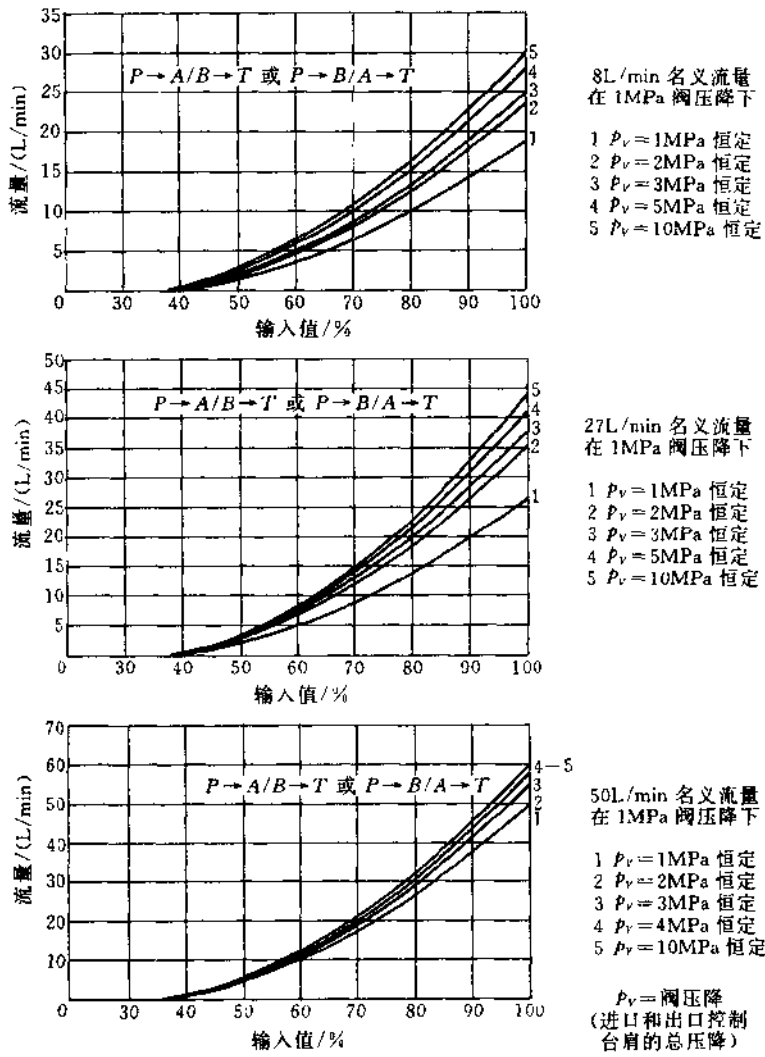 35
30
25
20
15
10
5
0 30 40 50 60 70 80 90 100
流量/(L/min)
输入值/%
P→A/B→T 或 P→B/A→T
5
4
3
2
1
8L/min 名义流量
在 1MPa 阀压降下
1 pv=1MPa 恒定
2 pv=2MPa 恒定
3 pv=3MPa 恒定
4 pv=5MPa 恒定
5 pv=10MPa 恒定
50
45
40
35
30
25
20
15
10
5
0 30 40 50 60 70 80 90 100
流量/(L/min)
输入值/%
P→A/B→T 或 P→B/A→T
5
4
3
2
1
27L/min 名义流量
在 1MPa 阀压降下
1 pv=1MPa 恒定
2 pv=2MPa 恒定
3 pv=3MPa 恒定
4 pv=5MPa 恒定
5 pv=10MPa 恒定
70
60
50
40
30
20
10
0 30 40 50 60 70 80 90 100
流量/(L/min)
输入值/%
P→A/B→T 或 P→B/A→T
4—5
3
2
1
50L/min 名义流量
在 1MPa 阀压降下
1 pv=1MPa 恒定
2 pv=2MPa 恒定
3 pv=3MPa 恒定
4 pv=4MPa 恒定
5 pv=10MPa 恒定
pv=阀压降
(进口和出口控制
台肩的总压降)